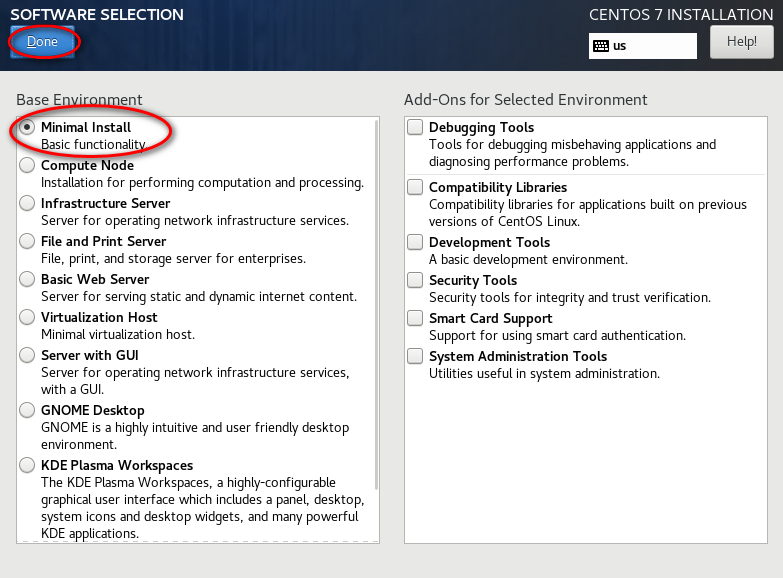 SOFTWARE SELECTION
CENTOS 7 INSTALLATION
Done
us
Help!
Base Environment
Minimal Install
Basic functionality
Compute Node
Installation for performing computation and processing.
Infrastructure Server
Server for operating network infrastructure services.
File and Print Server
File, print, and storage server for enterprises.
Basic Web Server
Server for serving static and dynamic internet content.
Virtualization Host
Minimal virtualization host.
Server with GUI
Server for operating network infrastructure services,
with a GUI.
GNOME Desktop
GNOME is a highly intuitive and user friendly desktop
environment.
KDE Plasma Workspaces
The KDE Plasma Workspaces, a highly-configurable
graphical user interface which includes a panel, desktop,
system icons and desktop widgets, and many powerful
KDE applications.
Add-Ons for Selected Environment
Debugging Tools
Tools for debugging misbehaving applications and
diagnosing performance problems.
Compatibility Libraries
Compatibility libraries for applications built on previous
versions of CentOS Linux.
Development Tools
A basic development environment.
Security Tools
Security tools for integrity and trust verification.
Smart Card Support
Support for using smart card authentication.
System Administration Tools
Utilities useful in system administration.